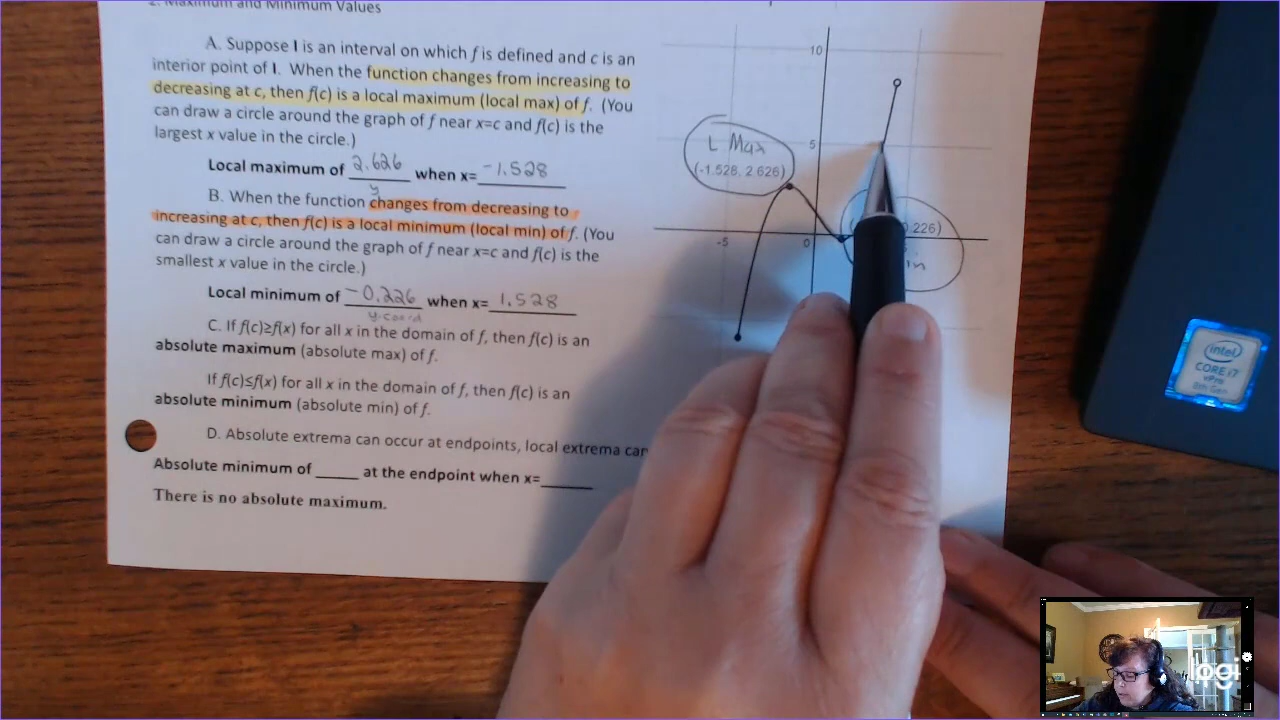 2. Maximum and Minimum Values
A. Suppose I is an interval on which f is defined and c is an
interior point of I. When the function changes from increasing to
decreasing at c, then f(c) is a local maximum (local max) of f. (You
can draw a circle around the graph of f near x=c and f(c) is the
largest x value in the circle.)
Local maximum of 2.626 when x= -1.528
y
B. When the function changes from decreasing to
increasing at c, then f(c) is a local minimum (local min) of f. (You
can draw a circle around the graph of f near x=c and f(c) is the
smallest x value in the circle.)
Local minimum of -0.226 when x= 1.528
y-coord
C. If f(c)≥f(x) for all x in the domain of f, then f(c) is an
absolute maximum (absolute max) of f.
If f(c)≤f(x) for all x in the domain of f, then f(c) is an
absolute minimum (absolute min) of f.
D. Absolute extrema can occur at endpoints, local extrema can
Absolute minimum of ____ at the endpoint when x=_____
There is no absolute maximum.
10
5
L Max
(-1.528, 2.626)
-5
0
.226)
in
intel
CORE i7
vPro
8th Gen
logi